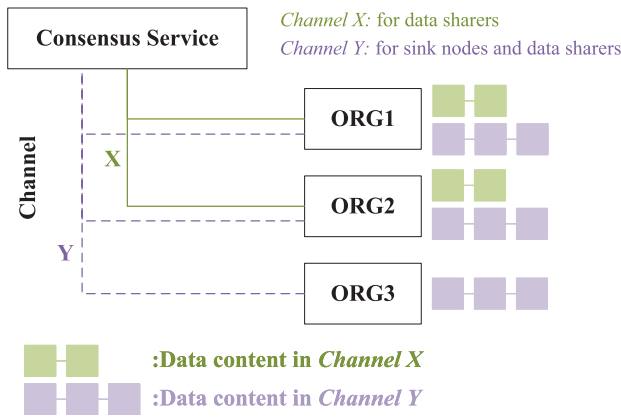 Consensus Service
Channel X: for data sharers
Channel Y: for sink nodes and data sharers
Channel
X
Y
ORG1
ORG2
ORG3
:Data content in Channel X
:Data content in Channel Y